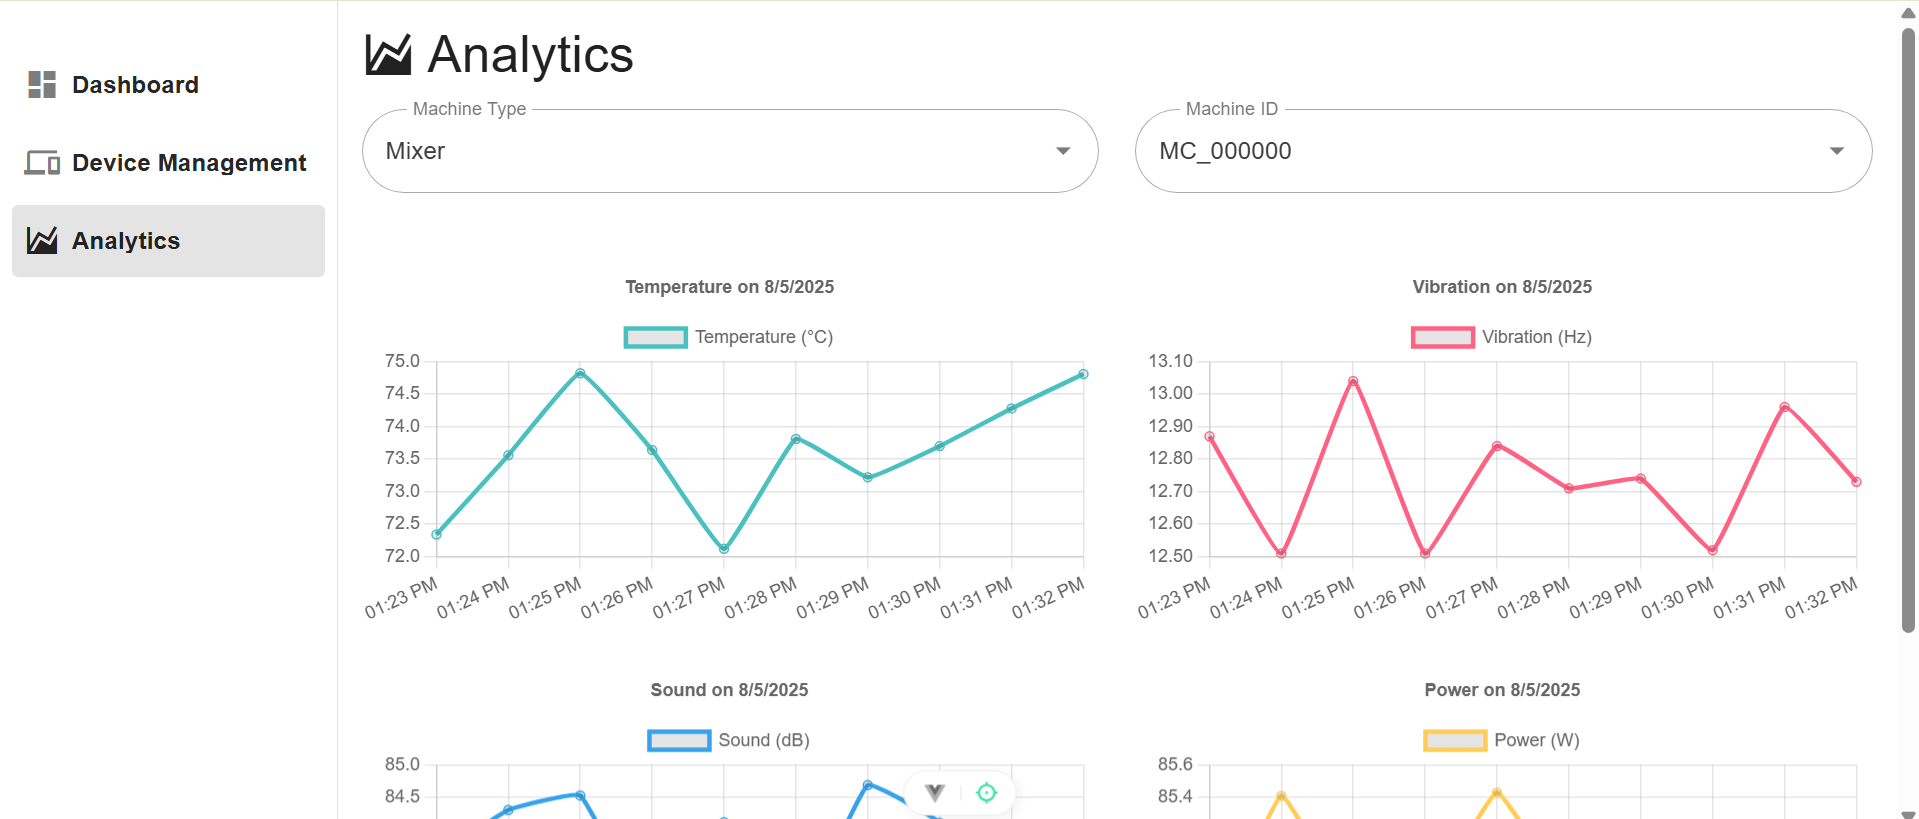 Dashboard
Device Management
Analytics
Analytics
Machine Type
Mixer
Machine ID
MC_000000
Temperature on 8/5/2025
Temperature (°C)
75.0
74.5
74.0
73.5
73.0
72.5
72.0
01:23 PM
01:24 PM
01:25 PM
01:26 PM
01:27 PM
01:28 PM
01:29 PM
01:30 PM
01:31 PM
01:32 PM
Vibration on 8/5/2025
Vibration (Hz)
13.10
13.00
12.90
12.80
12.70
12.60
12.50
01:23 PM
01:24 PM
01:25 PM
01:26 PM
01:27 PM
01:28 PM
01:29 PM
01:30 PM
01:31 PM
01:32 PM
Sound on 8/5/2025
Sound (dB)
85.0
84.5
Power on 8/5/2025
Power (W)
85.6
85.4